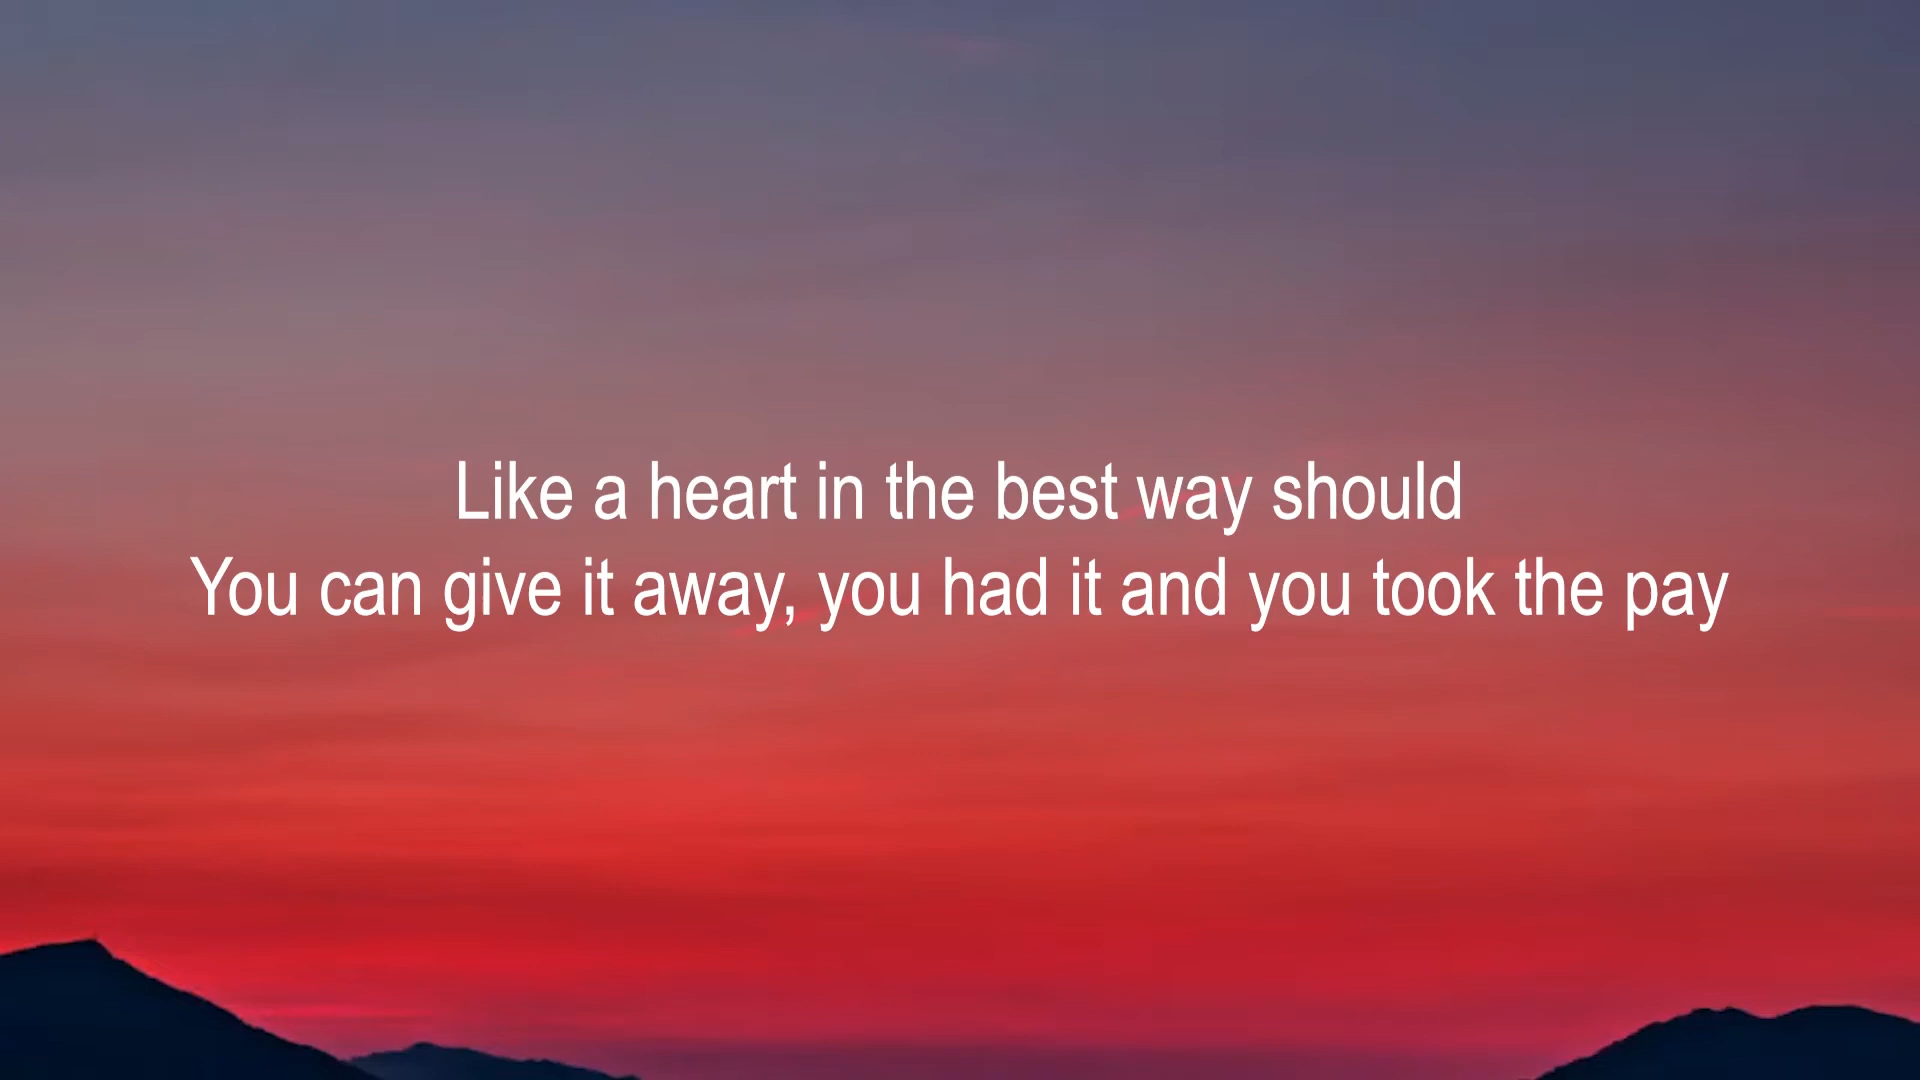 Like a heart in the best way should
You can give it away, you had it and you took the pay